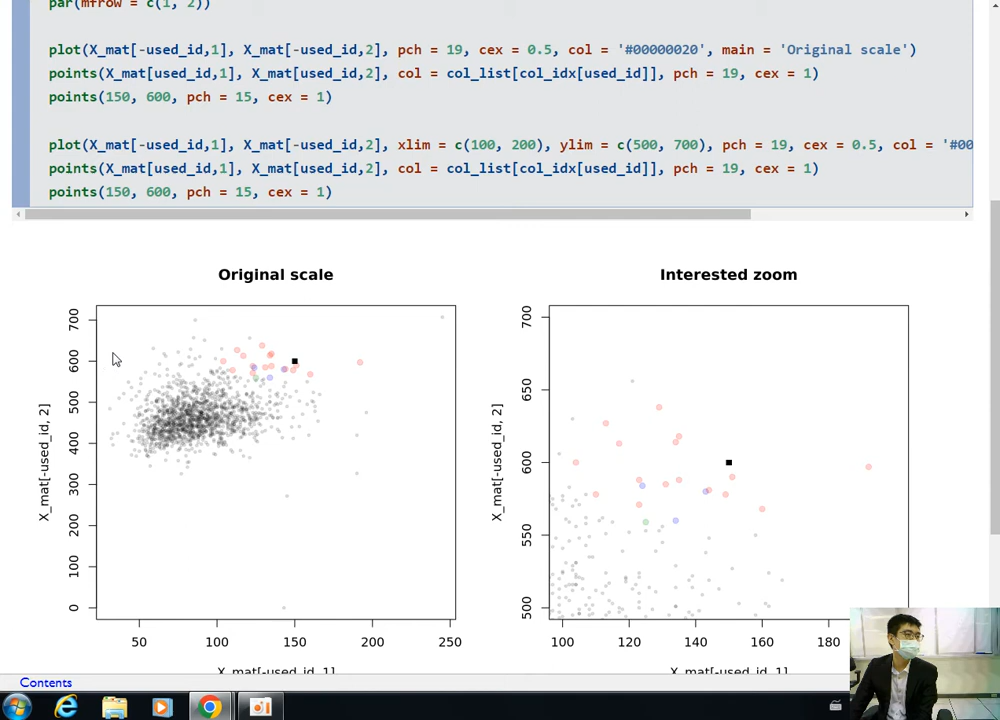 par(mfrow = c(1, 2))
plot(X_mat[-used_id,1], X_mat[-used_id,2], pch = 19, cex = 0.5, col = '#00000020', main = 'Original scale')
points(X_mat[used_id,1], X_mat[used_id,2], col = col_list[col_idx[used_id]], pch = 19, cex = 1)
points(150, 600, pch = 15, cex = 1)
plot(X_mat[-used_id,1], X_mat[-used_id,2], xlim = c(100, 200), ylim = c(500, 700), pch = 19, cex = 0.5, col = '#00
points(X_mat[used_id,1], X_mat[used_id,2], col = col_list[col_idx[used_id]], pch = 19, cex = 1)
points(150, 600, pch = 15, cex = 1)
Original scale
X_mat[-used_id, 2]
700
600
500
400
300
200
100
0
50
100
150
200
250
X_mat[-used_id, 1]
Interested zoom
X_mat[-used_id, 2]
700
650
600
550
500
100
120
140
160
180
X_mat[-used_id, 1]
Contents